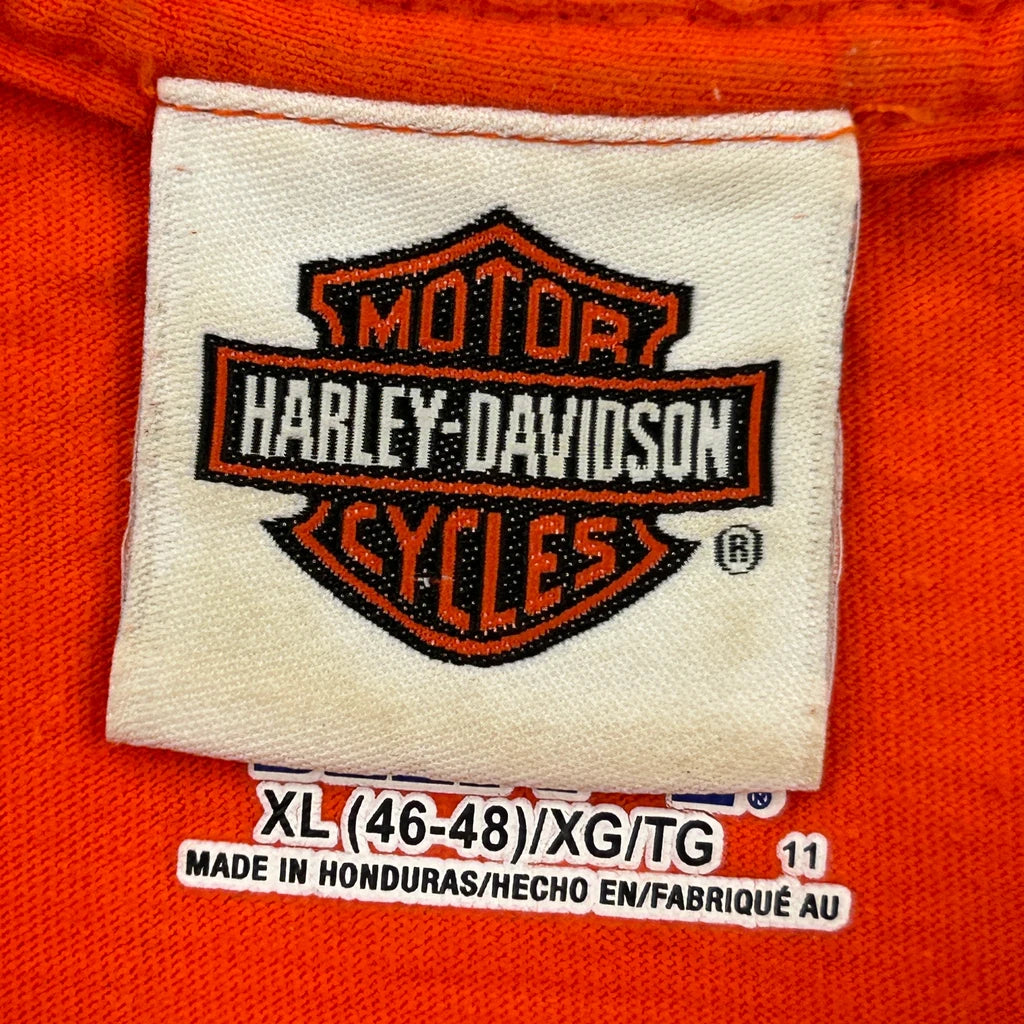 MOTOR
HARLEY-DAVIDSON
CYCLES
®
®
XL (46-48)/XG/TG 11
MADE IN HONDURAS/HECHO EN/FABRIQUÉ AU